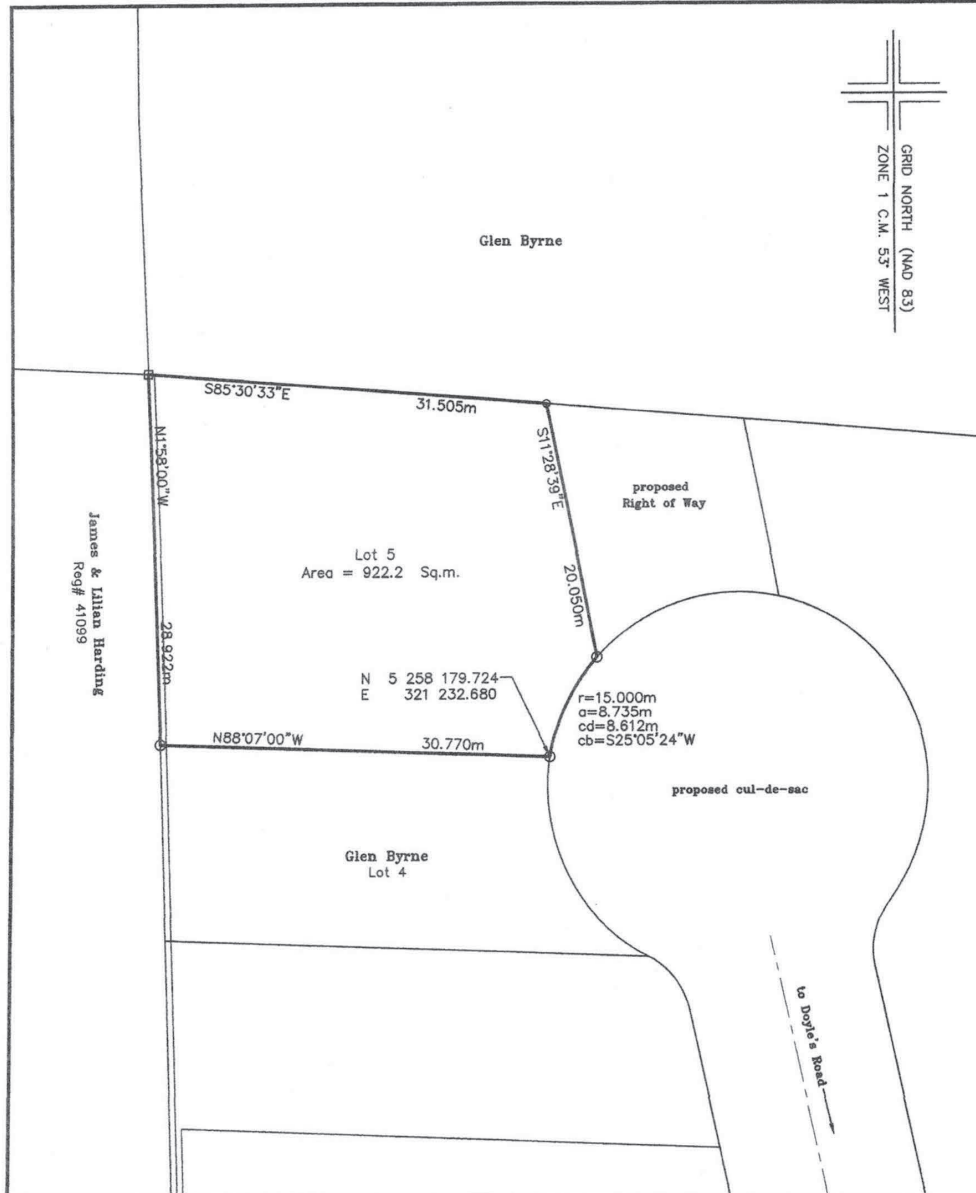 GRID NORTH (NAD 83)
ZONE 1 C.M. 53° WEST
Glen Byrne
S85°30'33"E
31.505m
N1°58'00"W
28.922m
S11°28'39"E
20.050m
proposed
Right of Way
Lot 5
Area = 922.2 Sq.m.
James & Lilian Harding
Reg# 41099
N 5 258 179.724
E 321 232.680
r=15.000m
a=8.735m
cd=8.612m
cb=S25°05'24"W
N88°07'00"W
30.770m
proposed cul-de-sac
Glen Byrne
Lot 4
to Doyle's Road